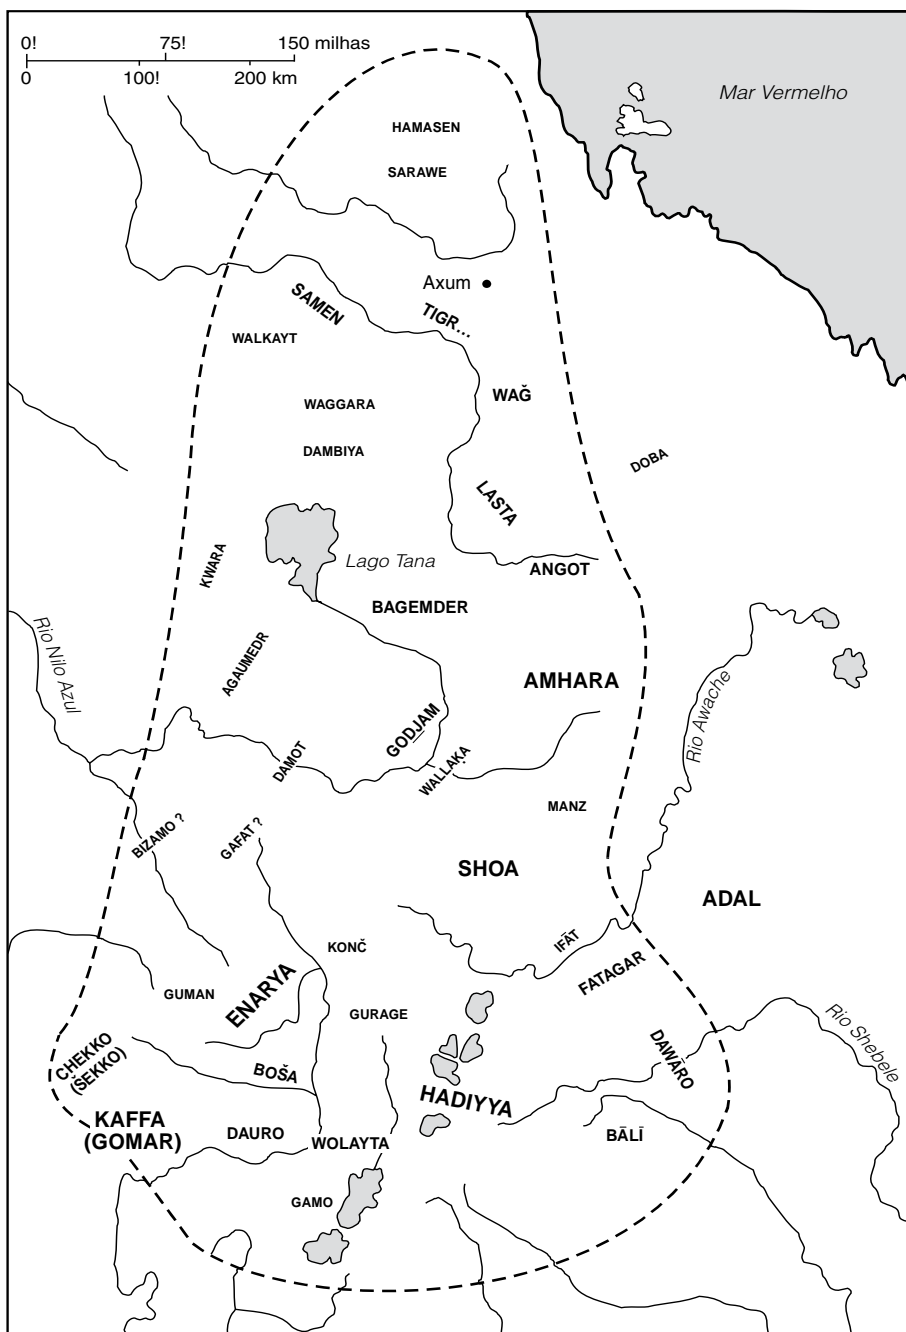 0! 75! 150 milhas
0 100! 200 km
Mar Vermelho
HAMASEN
SARAWE
Axum
SAMEN
TIGR...
WALKAYT
WAĞ
WAGGARA
DAMBIYA
DOBA
LASTA
KWARA
Lago Tana
ANGOT
BAGEMDER
Rio Nilo Azul
AGAUMEDR
AMHARA
Rio Awache
GODJAM
DAMOT
WALLAKA
MANZ
BIZAMO ?
GAFAT ?
SHOA
ADAL
IFĀT
KONČ
FATAGAR
ENARYA
GUMAN
GURAGE
Rio Shebele
CHEKKO
(ŠEKKO)
BOŠA
DAWĀRO
HADIYYA
KAFFA
(GOMAR)
DAURO
WOLAYTA
BĀLĪ
GAMO